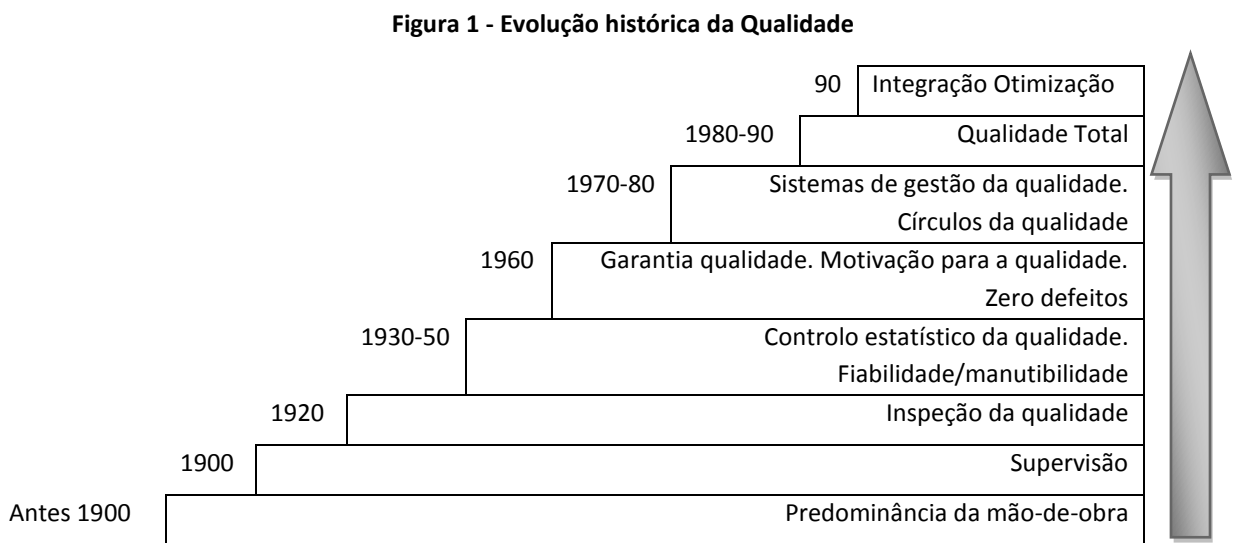 Figura 1 - Evolução histórica da Qualidade
90 Integração Otimização
1980-90 Qualidade Total
1970-80 Sistemas de gestão da qualidade.
Círculos da qualidade
1960 Garantia qualidade. Motivação para a qualidade.
Zero defeitos
1930-50 Controlo estatístico da qualidade.
Fiabilidade/manutibilidade
1920 Inspeção da qualidade
1900 Supervisão
Antes 1900 Predominância da mão-de-obra